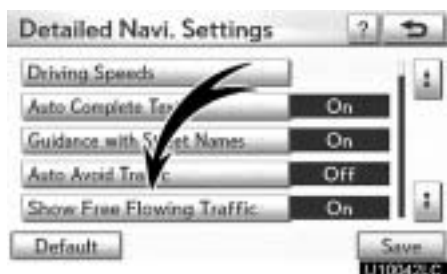 Detailed Navi. Settings ?
Driving Speeds
Auto Complete On
Guidance with Names On
Auto Avoid Off
Show Free Flowing Traffic On
Default Save